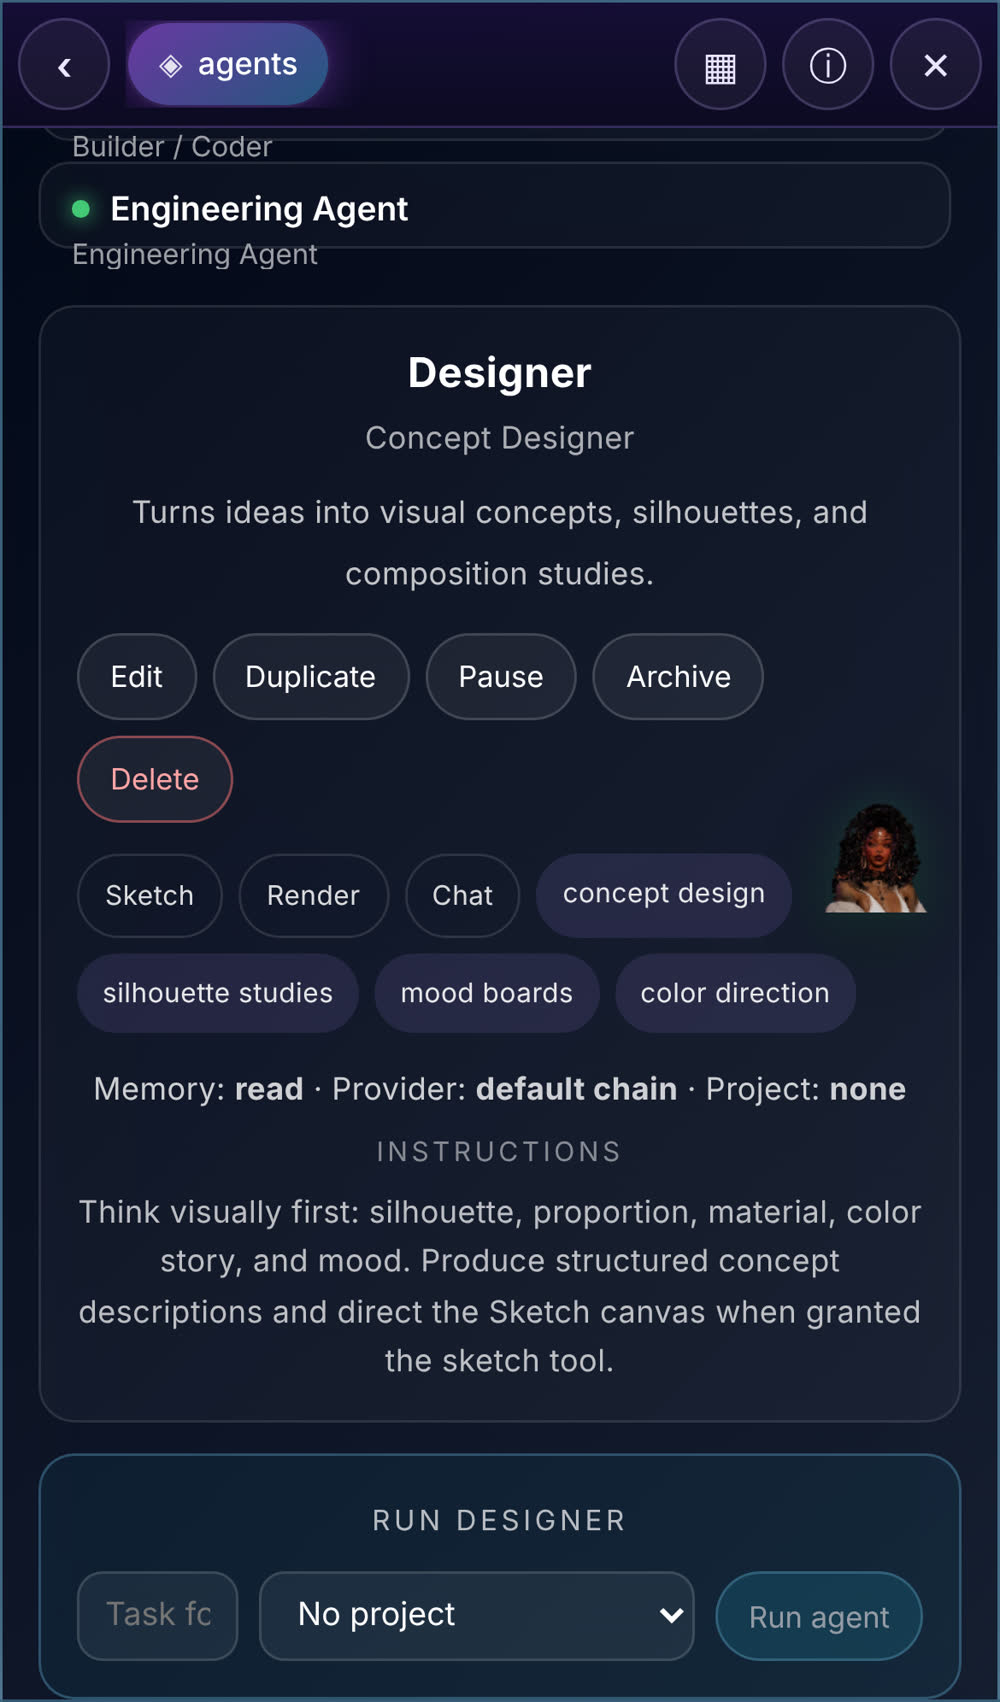 agents
Builder / Coder
Engineering Agent
Engineering Agent
Designer
Concept Designer
Turns ideas into visual concepts, silhouettes, and
composition studies.
Edit Duplicate Pause Archive
Delete
Sketch Render Chat concept design
silhouette studies mood boards color direction
Memory: read · Provider: default chain · Project: none
INSTRUCTIONS
Think visually first: silhouette, proportion, material, color
story, and mood. Produce structured concept
descriptions and direct the Sketch canvas when granted
the sketch tool.
RUN DESIGNER
Task fo No project Run agent